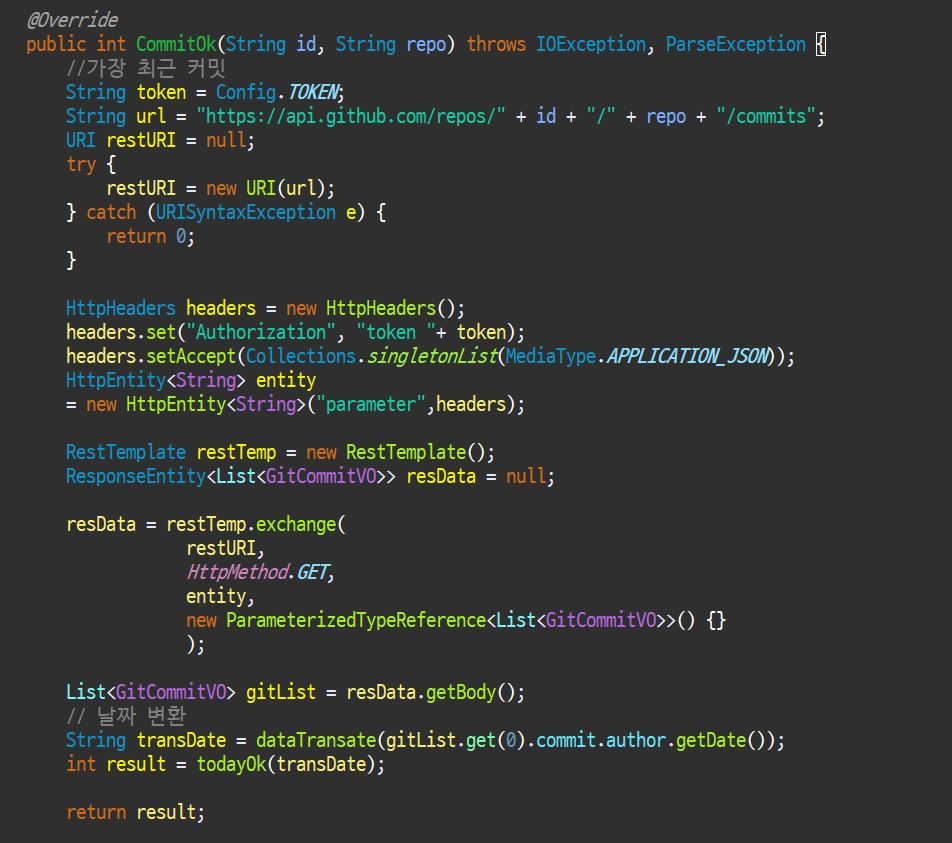 @Override
public int CommitOk(String id, String repo) throws IOException, ParseException {
//가장 최근 커밋
String token = Config.TOKEN;
String url = "https://api.github.com/repos/" + id + "/" + repo + "/commits";
URI restURI = null;
try {
restURI = new URI(url);
} catch (URISyntaxException e) {
return 0;
}
HttpHeaders headers = new HttpHeaders();
headers.set("Authorization", "token "+ token);
headers.setAccept(Collections.singletonList(MediaType.APPLICATION_JSON));
HttpEntity<String> entity
= new HttpEntity<String>("parameter",headers);
RestTemplate restTemp = new RestTemplate();
ResponseEntity<List<GitCommitVO>> resData = null;
resData = restTemp.exchange(
restURI,
HttpMethod.GET,
entity,
new ParameterizedTypeReference<List<GitCommitVO>>() {}
);
List<GitCommitVO> gitList = resData.getBody();
// 날짜 변환
String transDate = dataTransate(gitList.get(0).commit.author.getDate());
int result = todayOk(transDate);
return result;